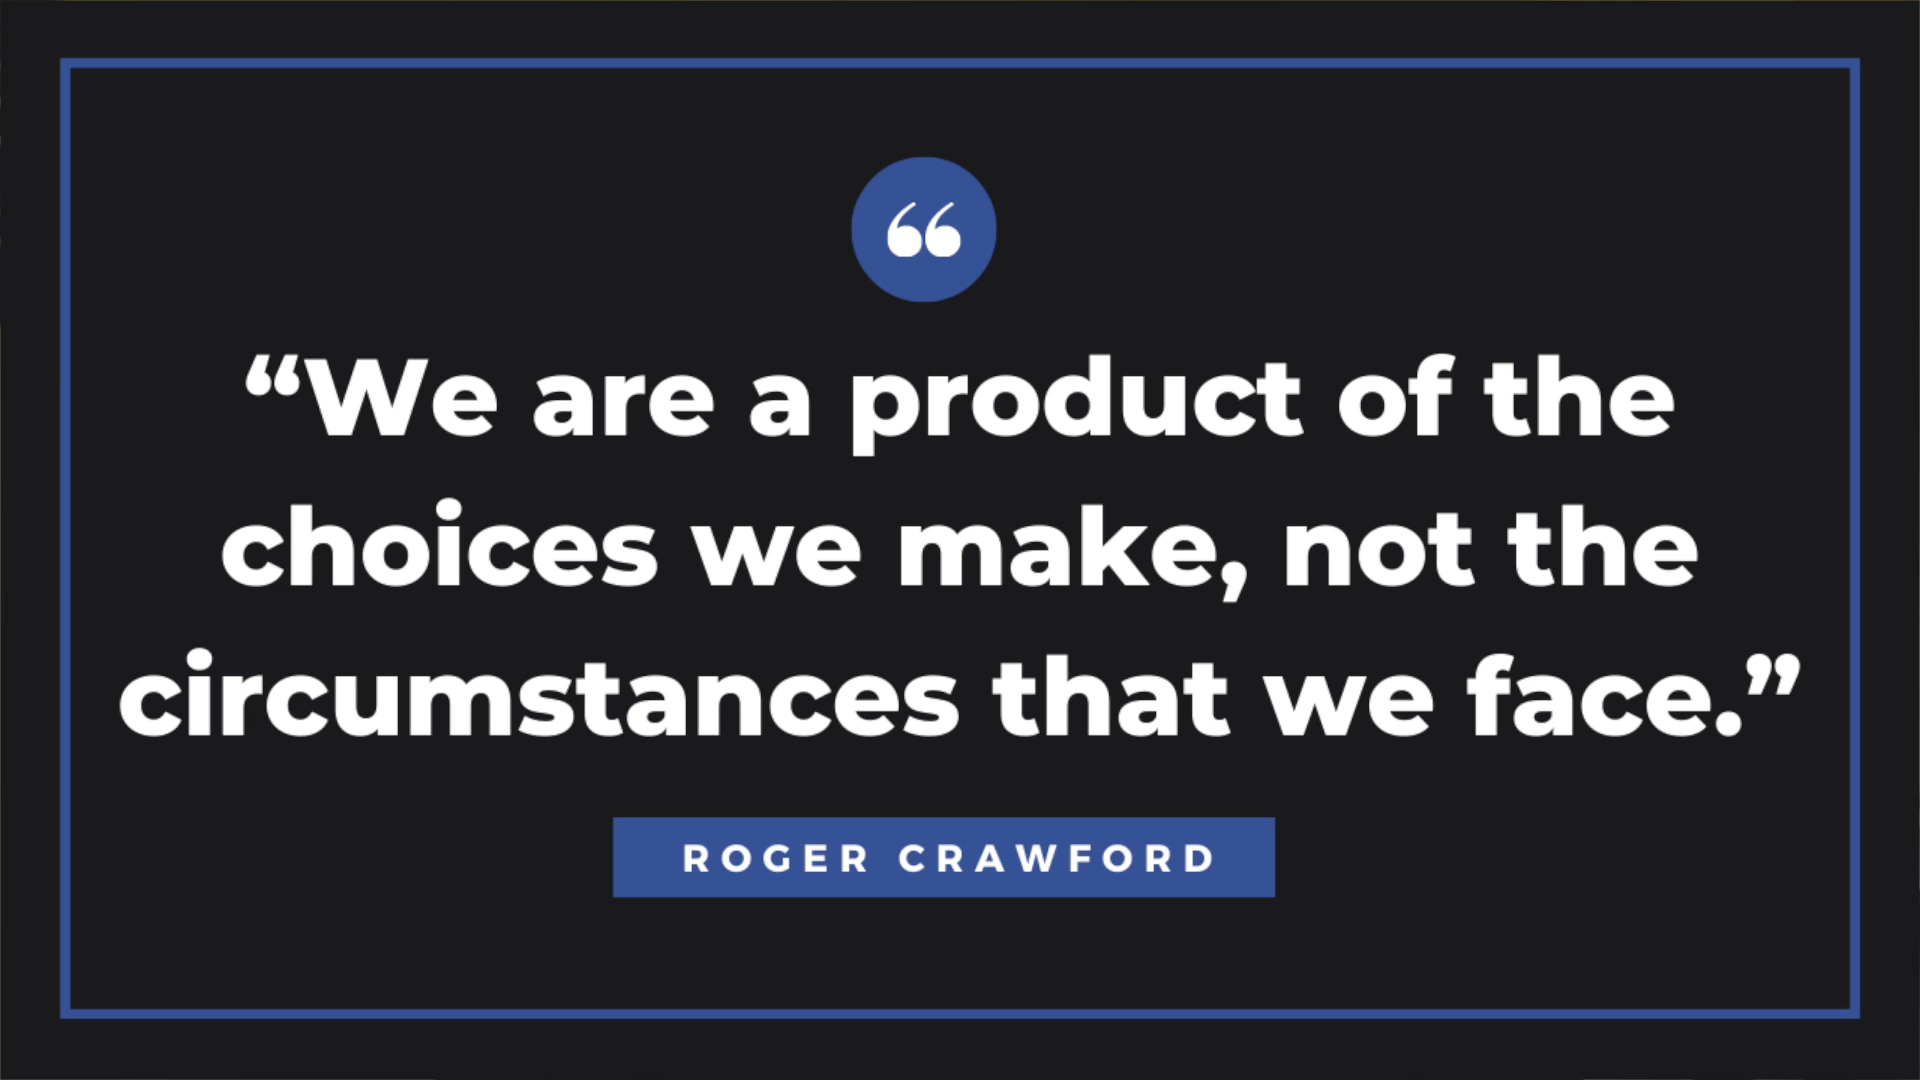 “
“We are a product of the
choices we make, not the
circumstances that we face.”
ROGER CRAWFORD